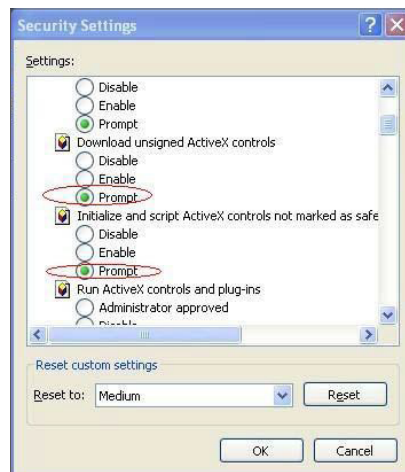 Security Settings
Settings:
Disable
Enable
Prompt
Download unsigned ActiveX controls
Disable
Enable
Prompt
Initialize and script ActiveX controls not marked as safe
Disable
Enable
Prompt
Run ActiveX controls and plug-ins
Administrator approved
Reset custom settings
Reset to: Medium Reset
OK Cancel